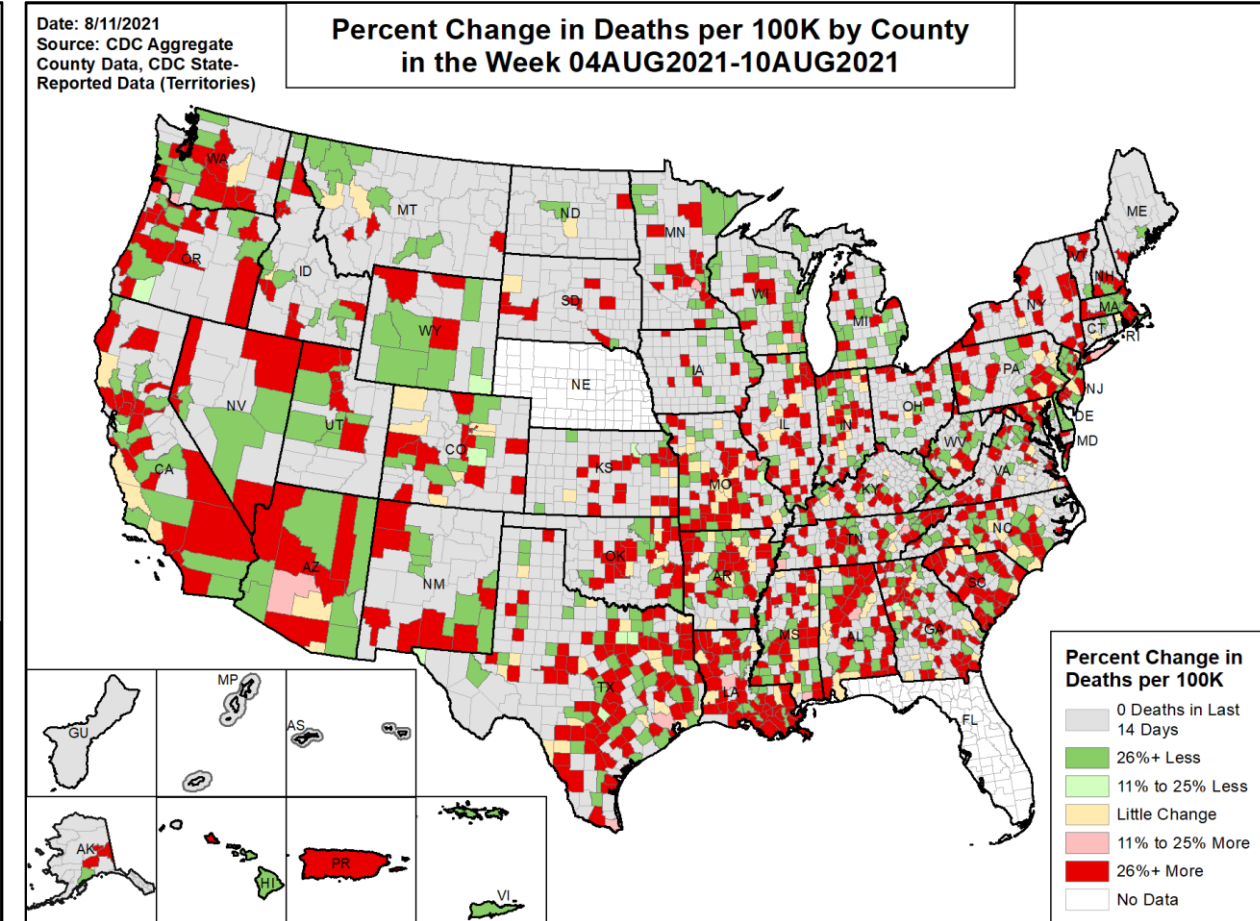 Date: 8/11/2021
Source: CDC Aggregate
County Data, CDC State-
Reported Data (Territories)
Percent Change in Deaths per 100K by County
in the Week 04AUG2021-10AUG2021
WA
MT
ND
MN
ME
OR
ID
SD
WI
VT
NH
NY
MA
WY
MI
CT
RI
NE
IA
PA
NV
UT
CO
IL
IN
OH
NJ
DE
MD
WV
CA
KS
MO
KY
VA
AZ
NM
OK
AR
TN
NC
SC
MS
AL
GA
TX
LA
FL
GU
MP
AS
AK
HI
PR
VI
Percent Change in
Deaths per 100K
0 Deaths in Last
14 Days
26%+ Less
11% to 25% Less
Little Change
11% to 25% More
26%+ More
No Data